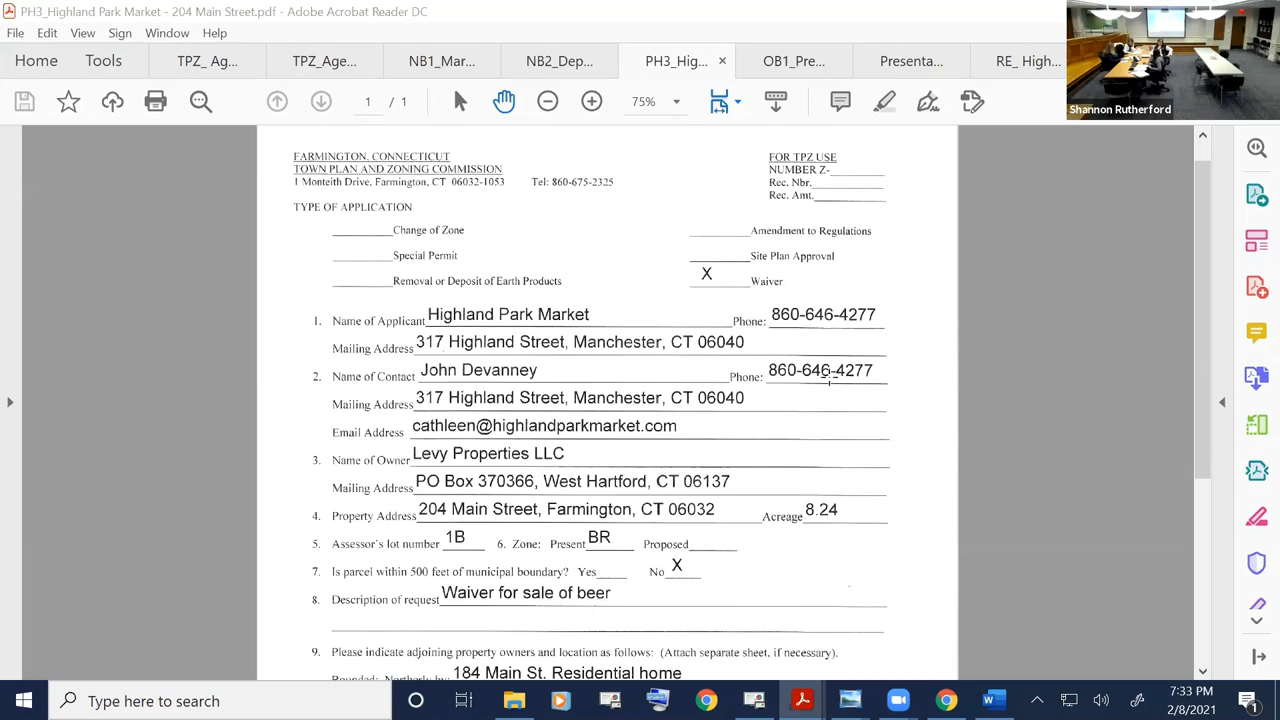 PH3_Highland Park Market - 204 Main Street.pdf - Adobe Acrobat Reader DC
File Edit View Sign Window Help
Home Tools TPZ_ Ag... TPZ_Age... NB1_Mar... NB2_Dep... PH3_Hig... × OB1_Pre... Presenta... RE_ High...
1 / 1 75%
Shannon Rutherford
FARMINGTON, CONNECTICUT FOR TPZ USE
TOWN PLAN AND ZONING COMMISSION NUMBER Z-
1 Monteith Drive, Farmington, CT 06032-1053 Tel: 860-675-2325 Rec. Nbr.
Rec. Amt.
TYPE OF APPLICATION
Change of Zone Amendment to Regulations
Special Permit Site Plan Approval
Removal or Deposit of Earth Products X Waiver
1. Name of Applicant Highland Park Market Phone: 860-646-4277
Mailing Address 317 Highland Street, Manchester, CT 06040
2. Name of Contact John Devanney Phone: 860-646-4277
Mailing Address 317 Highland Street, Manchester, CT 06040
Email Address cathleen@highlandparkmarket.com
3. Name of Owner Levy Properties LLC
Mailing Address PO Box 370366, West Hartford, CT 06137
4. Property Address 204 Main Street, Farmington, CT 06032 Acreage 8.24
5. Assessor's lot number 1B 6. Zone: Present BR Proposed
7. Is parcel within 500 feet of municipal boundary? Yes No X
8. Description of request Waiver for sale of beer
9. Please indicate adjoining property owners and location as follows: (Attach separate sheet, if necessary).
Bounded: Northerly by 184 Main St. Residential home
Type here to search
7:33 PM
2/8/2021
1